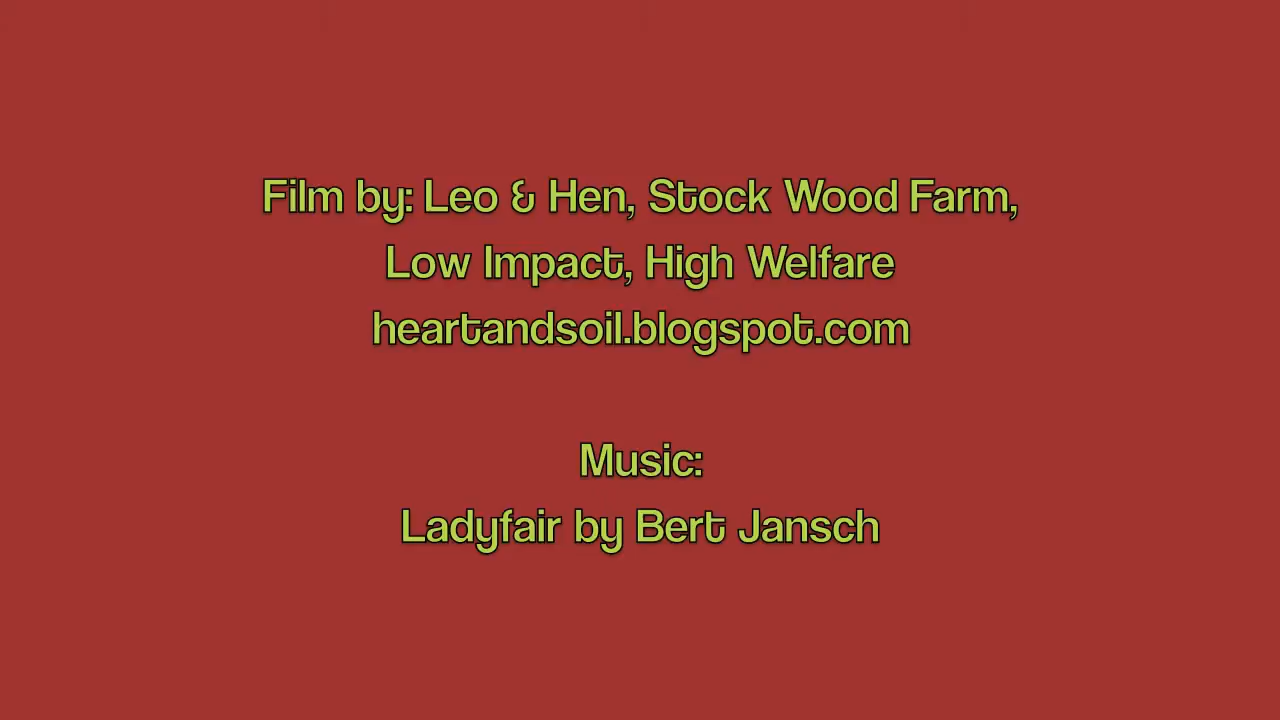 Film by: Leo & Hen, Stock Wood Farm,
Low Impact, High Welfare
heartandsoil.blogspot.com
Music:
Ladyfair by Bert Jansch